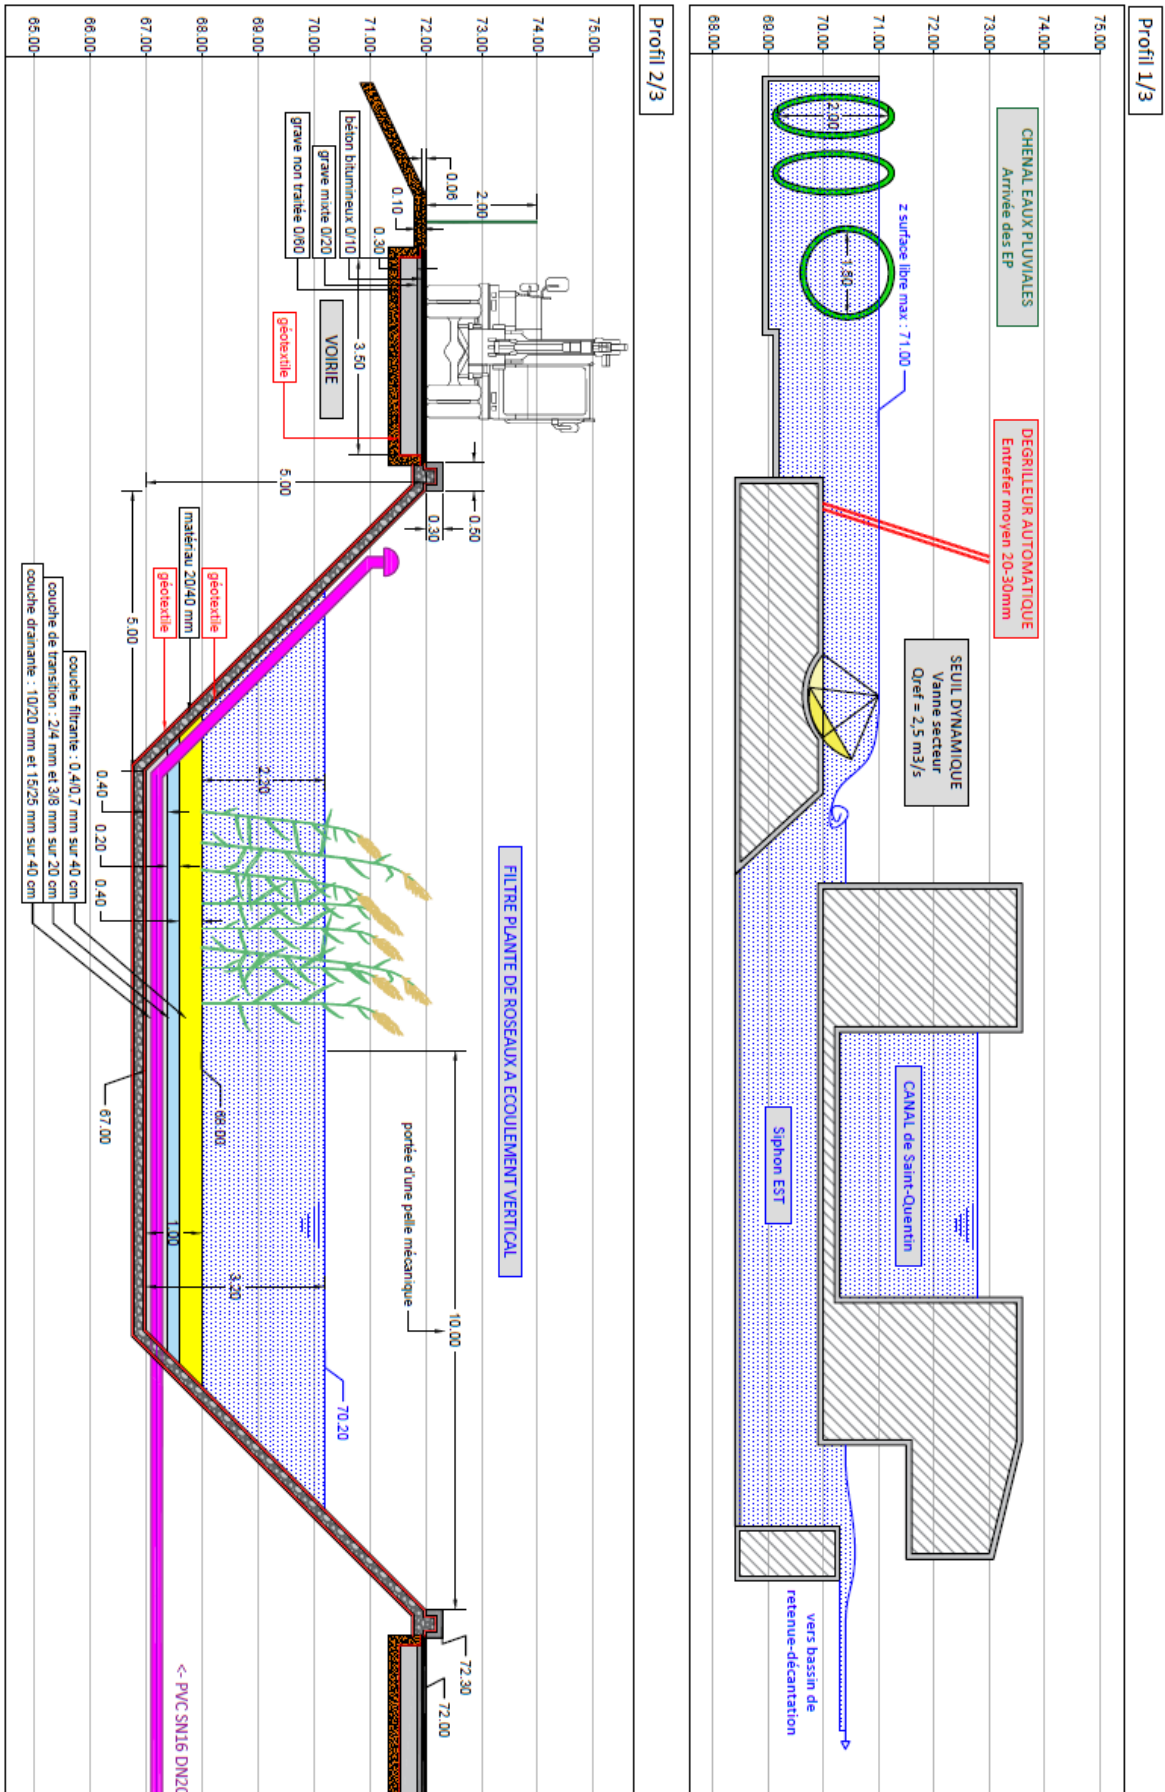 Profil 1/3
75.00
74.00
73.00
72.00
71.00
70.00
69.00
68.00
CHENAL EAUX PLUVIALES
Arrivée des EP
2.00
1.80
z surface libre max : 71.00
DEGRILLEUR AUTOMATIQUE
Entrefer moyen 20-30mm
SEUIL DYNAMIQUE
Vanne secteur
Qref = 2,5 m3/s
CANAL de Saint-Quentin
Siphon EST
vers bassin de
retenue-décantation
Profil 2/3
75.00
74.00
73.00
72.00
71.00
70.00
69.00
68.00
67.00
66.00
65.00
FILTRE PLANTE DE ROSEAUX A ECOULEMENT VERTICAL
2.00
0.06
0.10
0.30
béton bitumineux 0/10
grave mixte 0/20
grave non traitée 0/60
3.50
VOIRIE
géotextile
0.50
0.30
5.00
5.00
géotextile
matériau 20/40 mm
géotextile
couche filtrante : 0,4/0,7 mm sur 40 cm
couche de transition : 2/4 mm et 3/8 mm sur 20 cm
couche drainante : 10/20 mm et 15/25 mm sur 40 cm
2.20
0.40
0.20
0.40
10.00
portée d'une pelle mécanique
68.00
67.00
1.00
3.20
70.20
72.30
72.00
<- PVC SN16 DN20